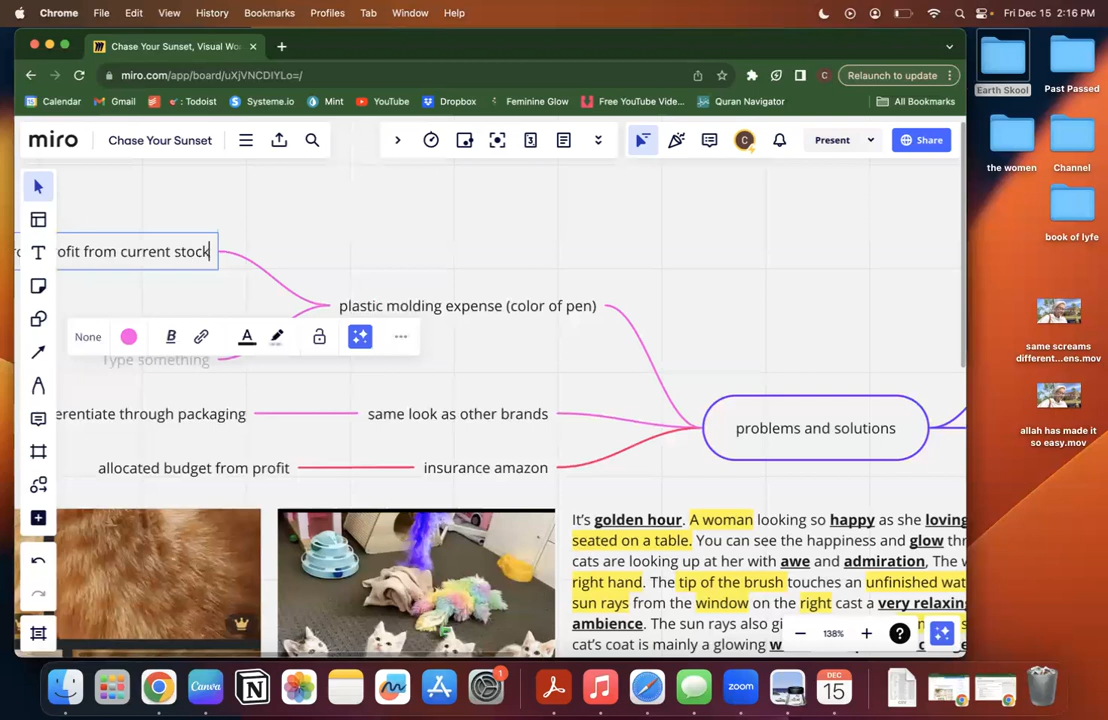 Chrome File Edit View History Bookmarks Profiles Tab Window Help Fri Dec 15 2:16 PM
Chase Your Sunset, Visual Wo
miro.com/app/board/uXjVNCDIYLo=/ C Relaunch to update
Calendar Gmail : Todoist Systeme.io Mint YouTube Dropbox Feminine Glow Free YouTube Vide... Quran Navigator All Bookmarks
miro Chase Your Sunset 3 C Present Share
Earth Skool
Past Passed
the women
Channel
book of lyfe
same screams
different...ens.mov
allah has made it
so easy.mov
ofit from current stock
plastic molding expense (color of pen)
None B A
Type something
erentiate through packaging same look as other brands
problems and solutions
allocated budget from profit insurance amazon
It's golden hour. A woman looking so happy as she loving
seated on a table. You can see the happiness and glow thr
cats are looking up at her with awe and admiration, The w
right hand. The tip of the brush touches an unfinished wat
sun rays from the window on the right cast a very relaxing
ambience. The sun rays also gi
cat's coat is mainly a glowing w
138% ?
Canva
1
zoom
DEC
15